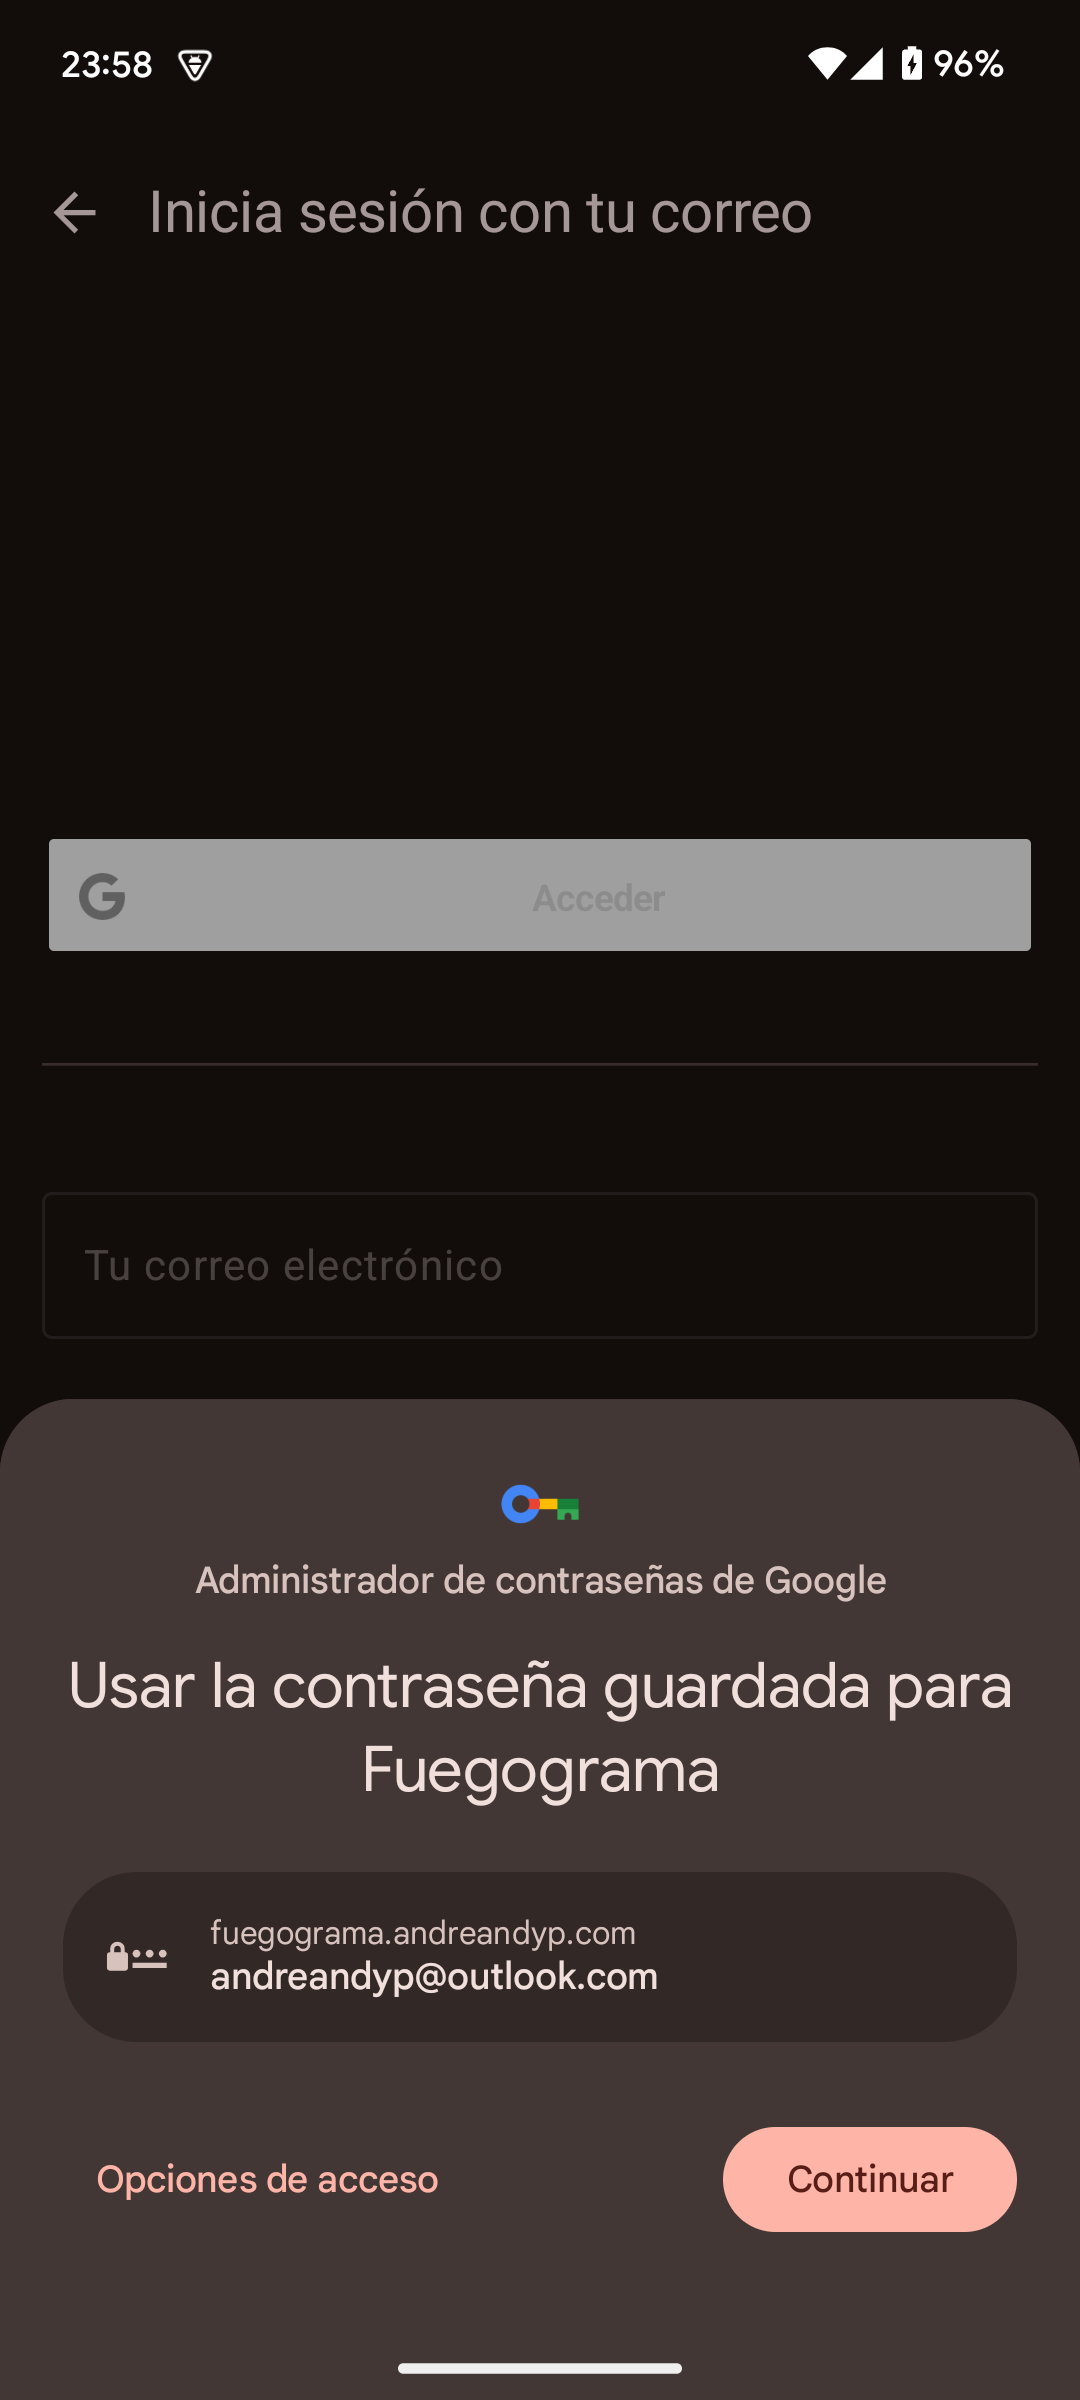 23:58
96%
Inicia sesión con tu correo
Acceder
Tu correo electrónico
Administrador de contraseñas de Google
Usar la contraseña guardada para
Fuegograma
fuegograma.andreandyp.com
andreandyp@outlook.com
Opciones de acceso
Continuar